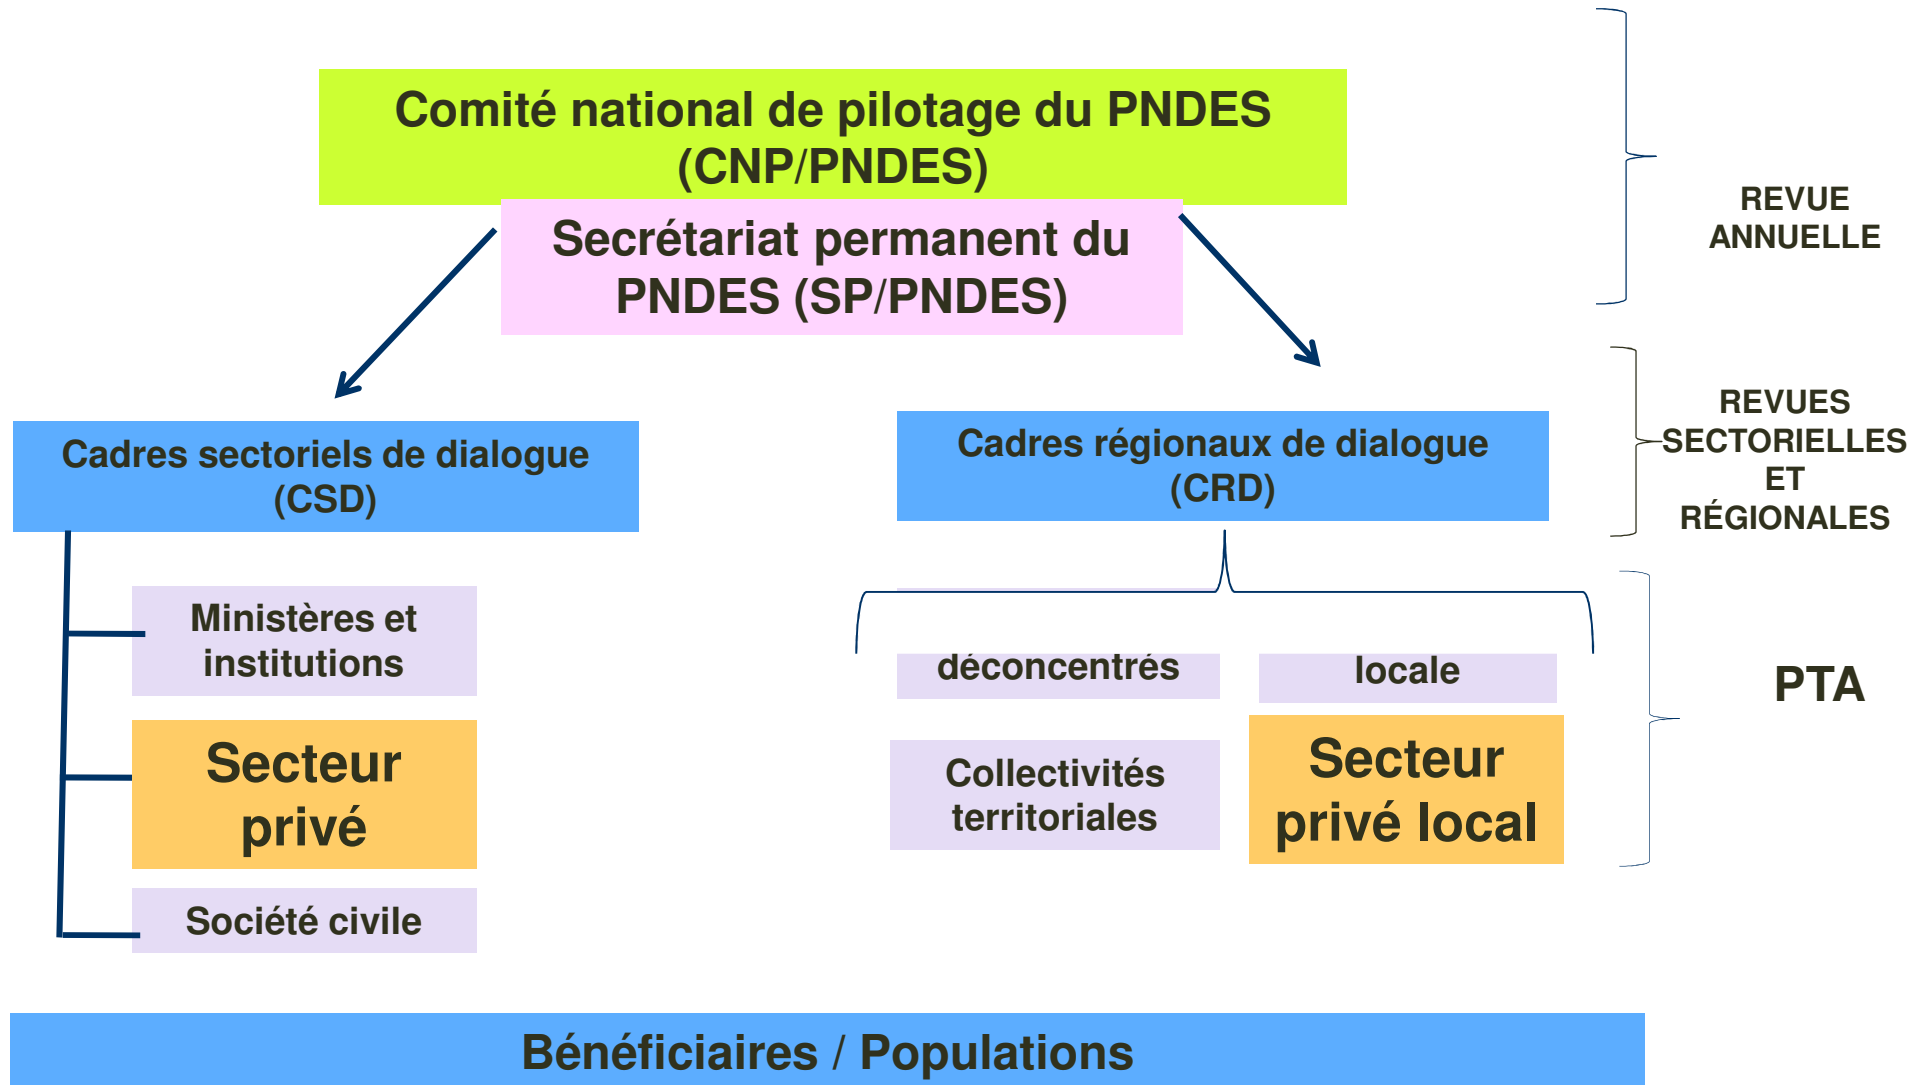 Comité national de pilotage du PNDES
(CNP/PNDES)
Secrétariat permanent du
PNDES (SP/PNDES)
REVUE
ANNUELLE
Cadres sectoriels de dialogue
(CSD)
Cadres régionaux de dialogue
(CRD)
REVUES
SECTORIELLES
ET
RÉGIONALES
Ministères et
institutions
Secteur
privé
Société civile
déconcentrés
locale
Collectivités
territoriales
Secteur
privé local
PTA
Bénéficiaires / Populations